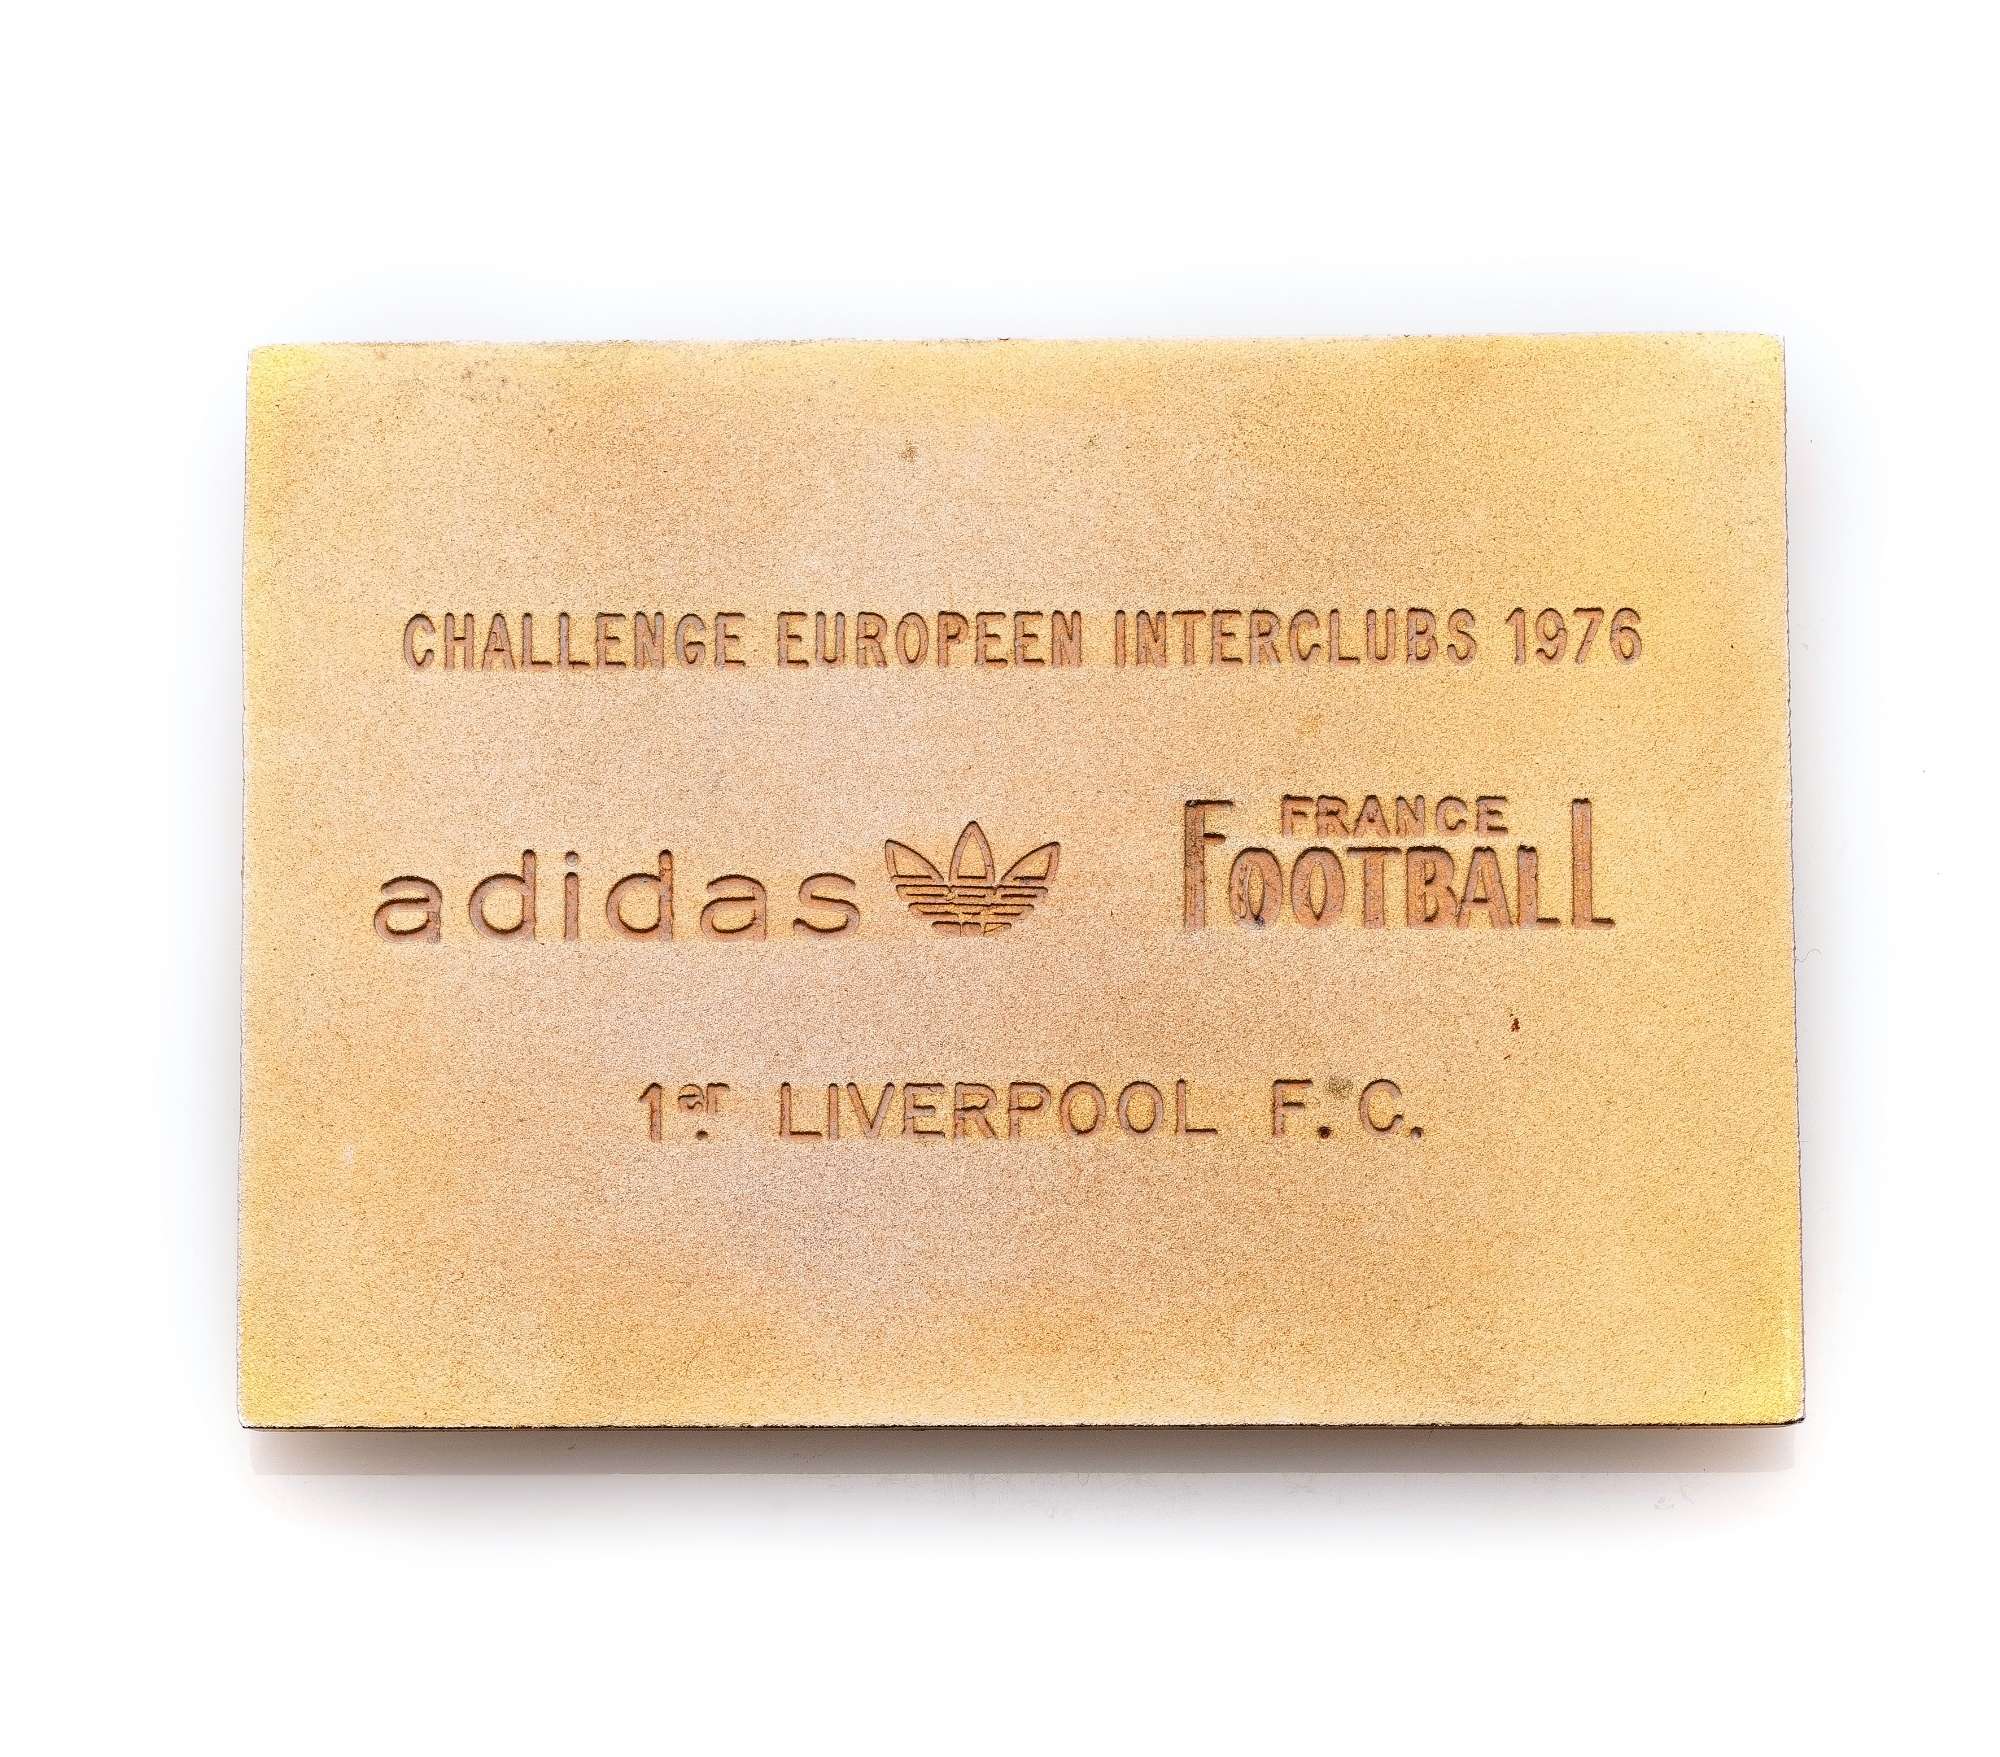 CHALLENGE EUROPEEN INTERCLUBS 1976
adidas
FRANCE
FOOTBALL
1er LIVERPOOL F.C.